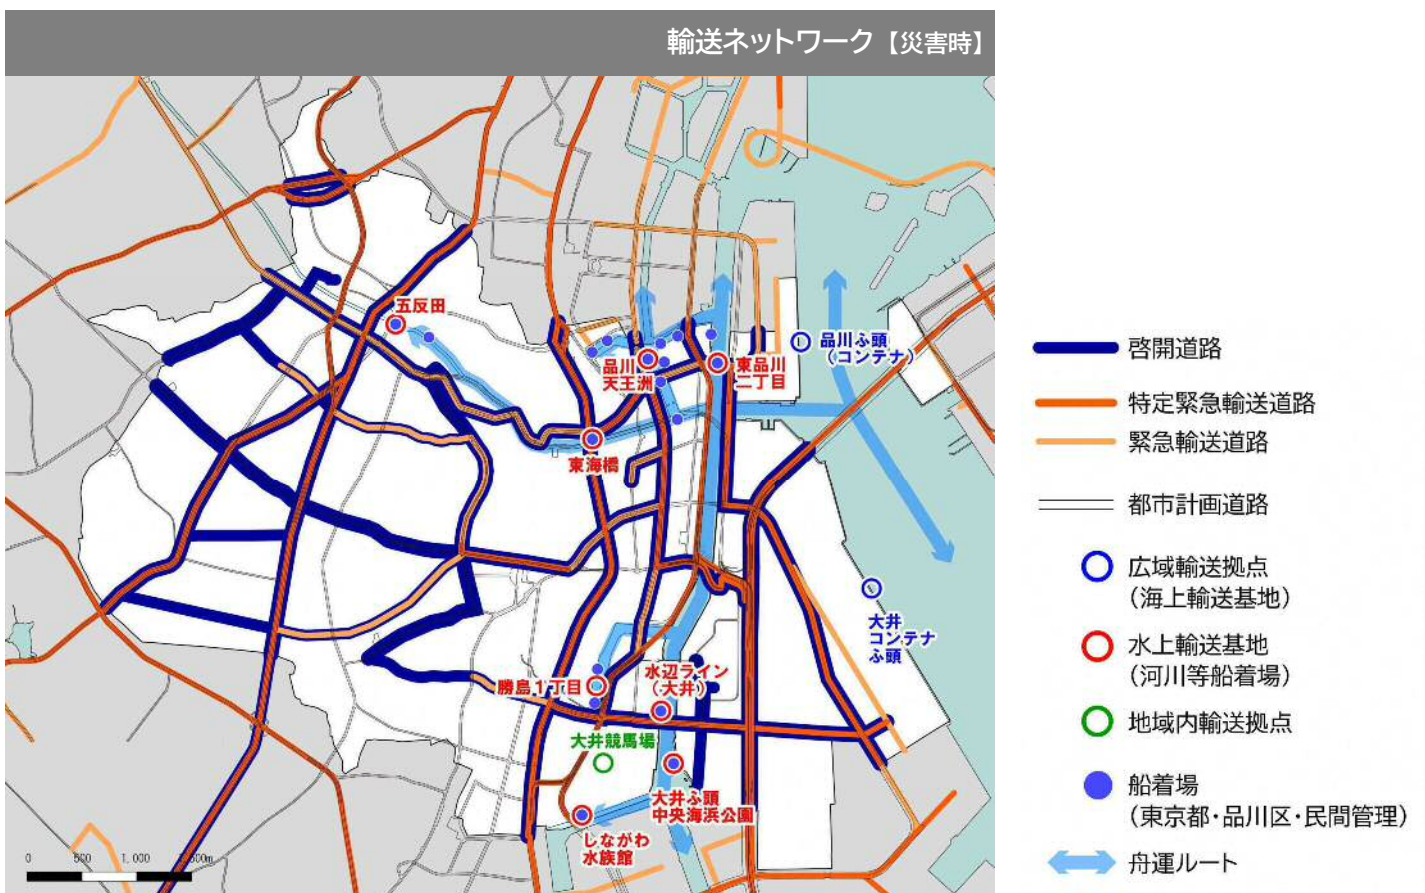 輸送ネットワーク【災害時】
五反田
品川
天王洲
東品川
二丁目
品川ふ頭
(コンテナ)
東海橋
大井
コンテナ
ふ頭
勝島1丁目
水辺ライン
(大井)
大井競馬場
大井ふ頭
中央海浜公園
しながわ
水族館
0 500 1,000
啓開道路
特定緊急輸送道路
緊急輸送道路
都市計画道路
広域輸送拠点
(海上輸送基地)
水上輸送基地
(河川等船着場)
地域内輸送拠点
船着場
(東京都・品川区・民間管理)
舟運ルート